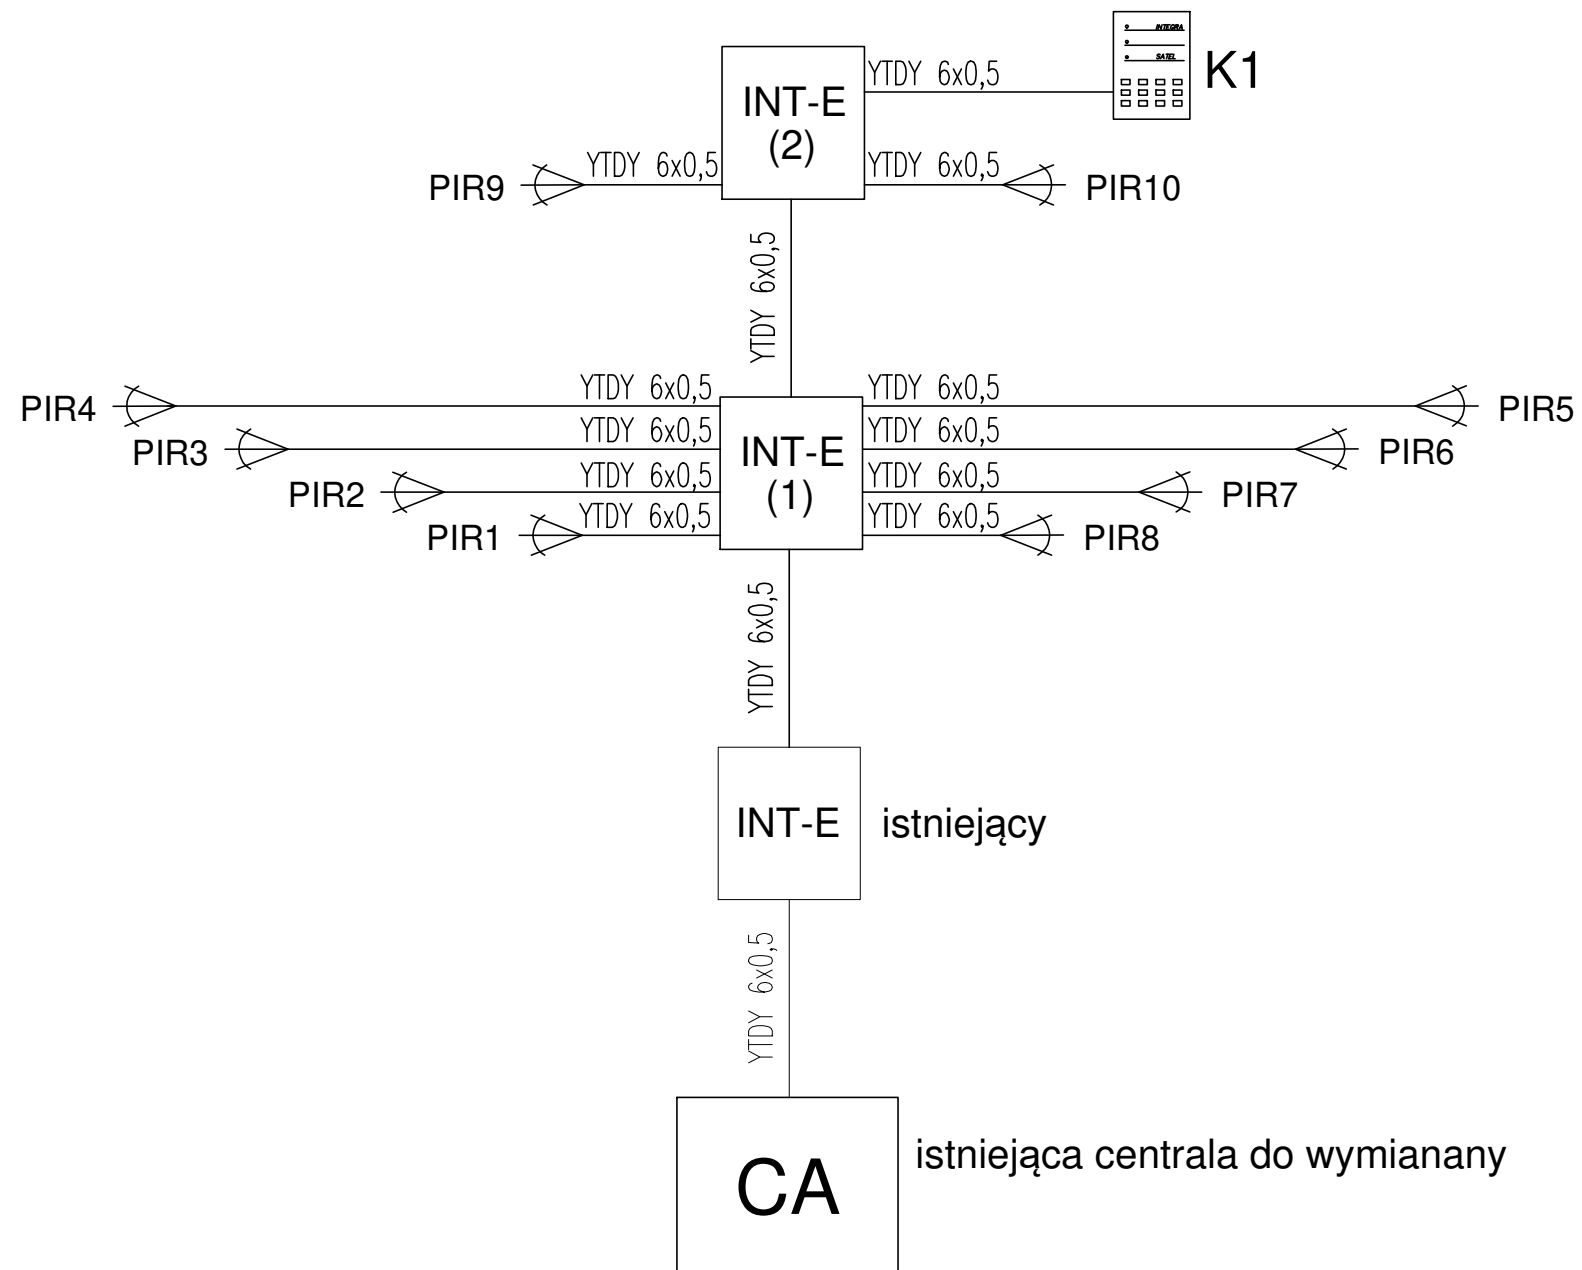 INTEGRA
SATEL
K1
YTDY 6x0,5
INT-E
(2)
PIR9
YTDY 6x0,5
YTDY 6x0,5
PIR10
YTDY 6x0,5
PIR4
YTDY 6x0,5
YTDY 6x0,5
PIR5
PIR3
YTDY 6x0,5
YTDY 6x0,5
PIR6
INT-E
(1)
PIR2
YTDY 6x0,5
YTDY 6x0,5
PIR7
PIR1
YTDY 6x0,5
YTDY 6x0,5
PIR8
YTDY 6x0,5
INT-E
istniejący
YTDY 6x0,5
CA
istniejąca centrala do wymianany